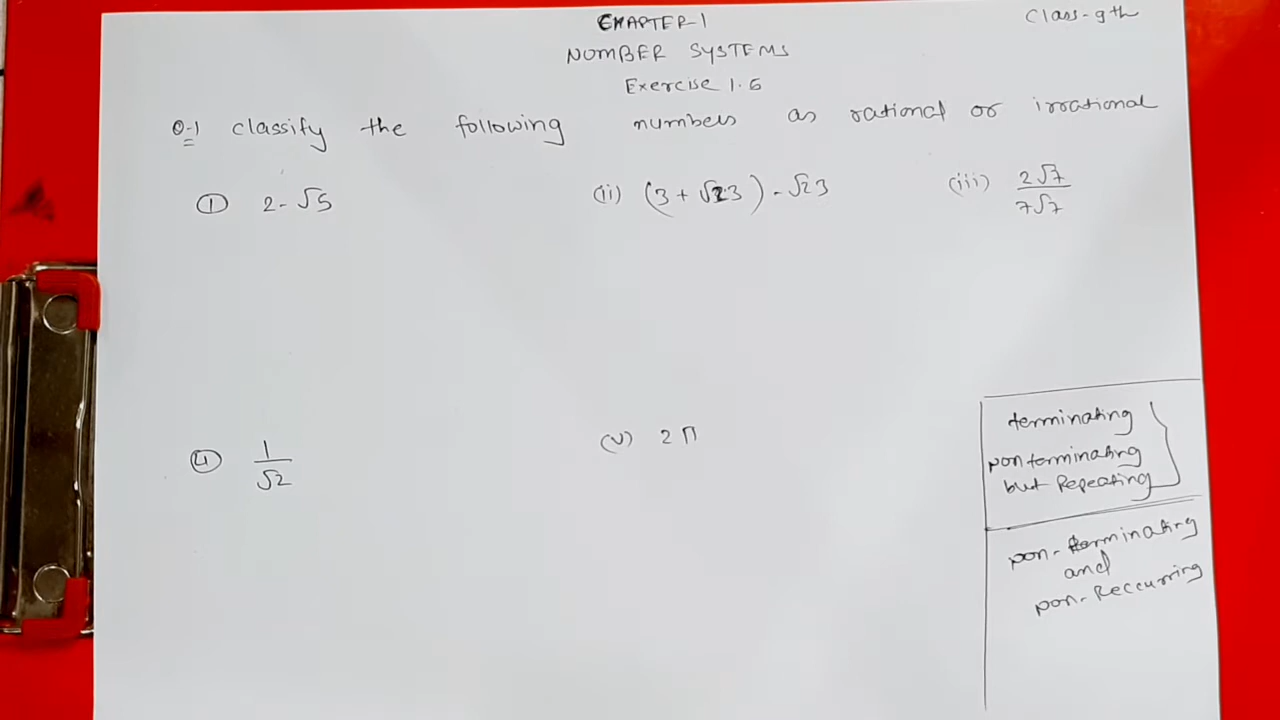 CHAPTER-1
Class-9th
NUMBER SYSTEMS
Exercise 1.5
Q-1 classify the following numbers as rational or irrational
(i) 2-√5
(ii) (3+√23)-√23
(iii) 2√7/7√7
(4) 1/√2
(v) 2π
terminating
non terminating
but Repeating
non-terminating
and
non-Reccurring